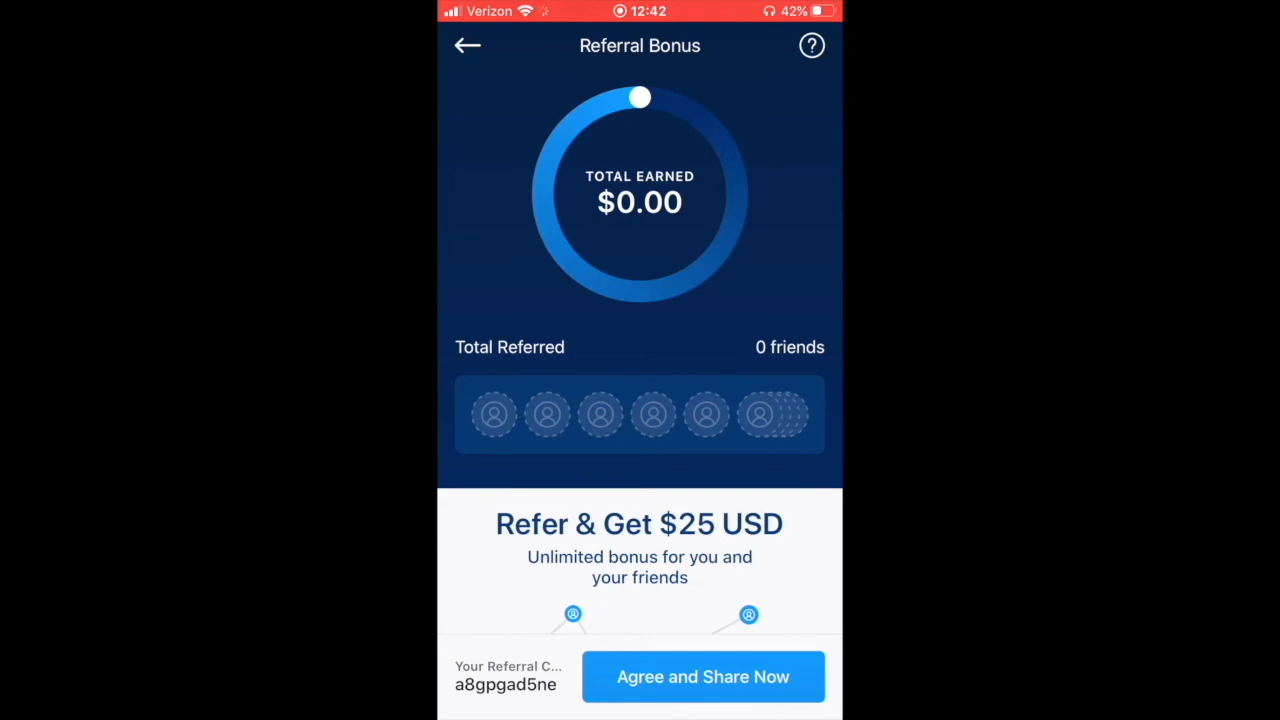 Verizon 12:42 42%
Referral Bonus
?
TOTAL EARNED
$0.00
Total Referred 0 friends
Refer & Get $25 USD
Unlimited bonus for you and
your friends
Your Referral C...
a8gpgad5ne
Agree and Share Now